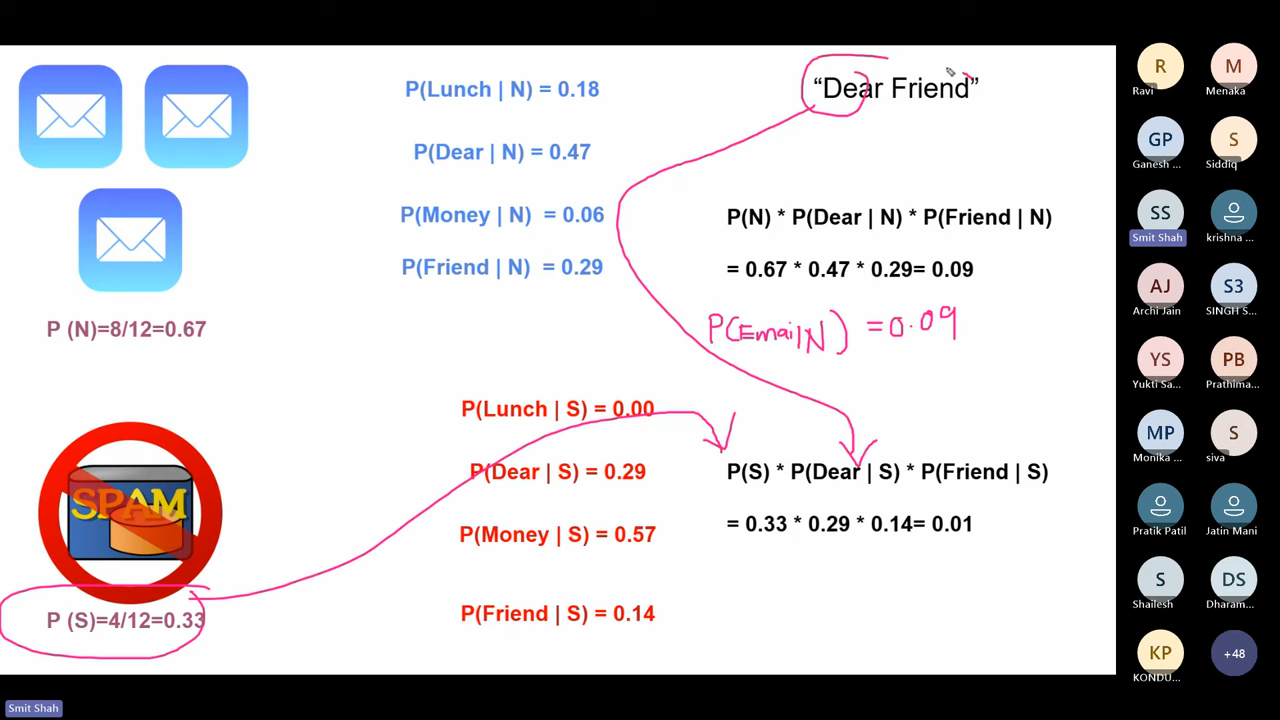 P(Lunch | N) = 0.18
P(Dear | N) = 0.47
P(Money | N) = 0.06
P(Friend | N) = 0.29
P (N)=8/12=0.67
“Dear Friend”
P(N) * P(Dear | N) * P(Friend | N)
= 0.67 * 0.47 * 0.29= 0.09
P(Email N) = 0.09
SPAM
P (S)=4/12=0.33
P(Lunch | S) = 0.00
P(Dear | S) = 0.29
P(Money | S) = 0.57
P(Friend | S) = 0.14
P(S) * P(Dear | S) * P(Friend | S)
= 0.33 * 0.29 * 0.14= 0.01
R
Ravi
M
Menaka
GP
Ganesh ...
S
Siddiq
SS
Smit Shah
krishna ...
AJ
Archi Jain
S3
SINGH S...
YS
Yukti Sa...
PB
Prathima...
MP
Monika ...
S
siva
Pratik Patil
Jatin Mani
S
Shailesh
DS
Dharam...
KP
KONDU...
+48
Smit Shah